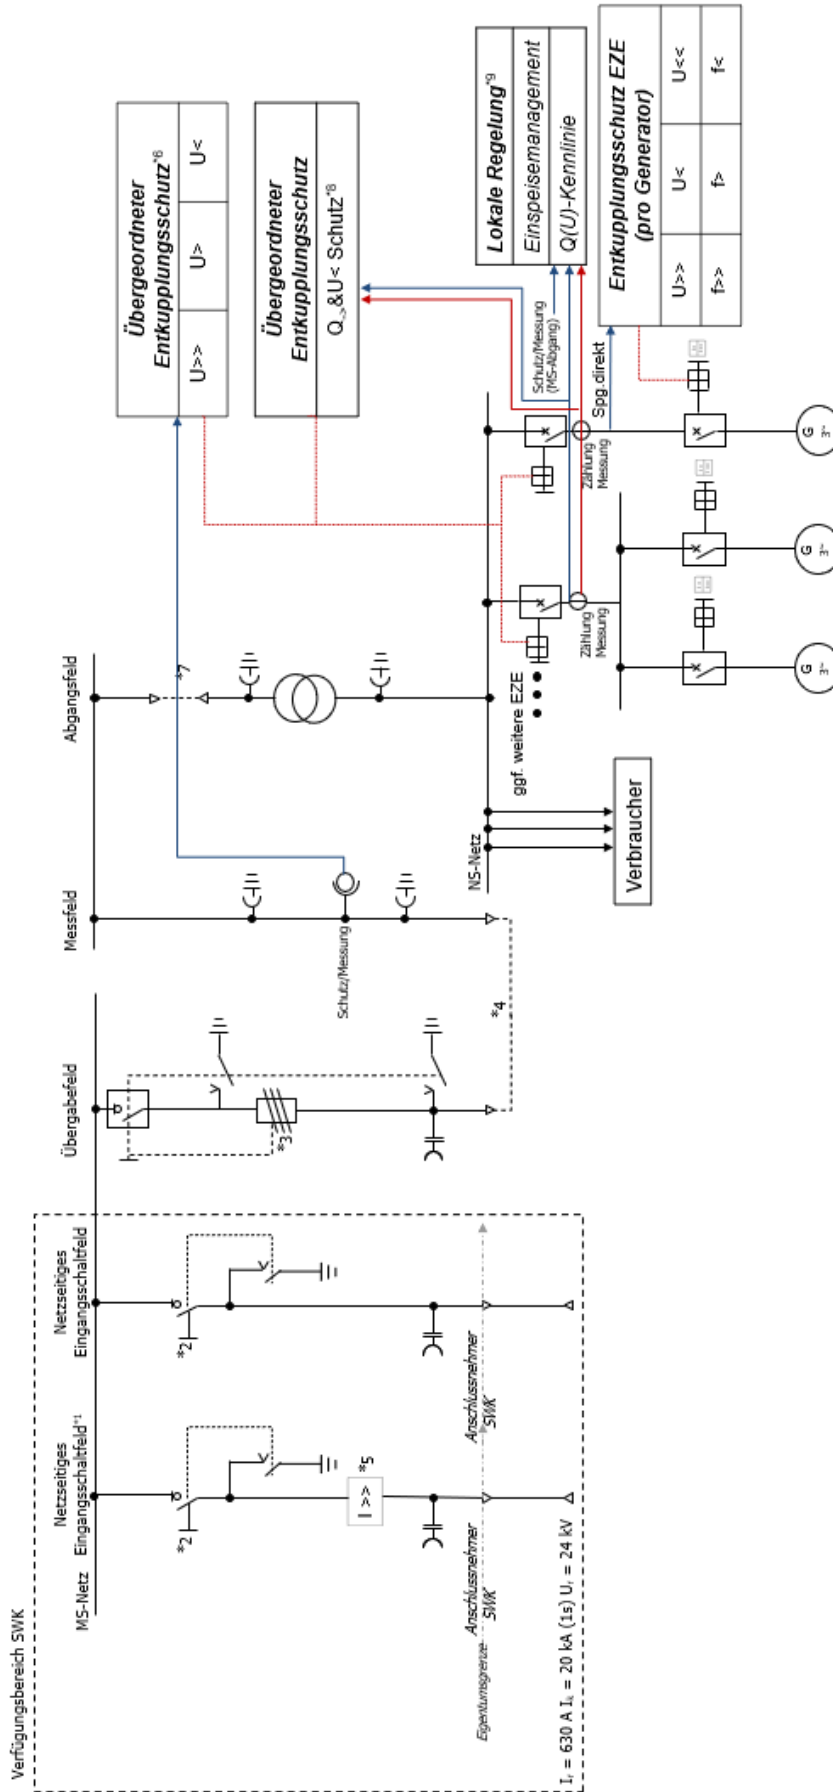 Verfügungsbereich SWK
MS-Netz
Netzseitiges
Eingangsschaltfeld*1
Netzseitiges
Eingangsschaltfeld
Übergabefeld
Messfeld
Abgangsfeld
*2
*2
I >>
*5
*3
*4
*7
Anschlussnehmer
SWK
Anschlussnehmer
SWK
Eigentumsgrenze
I_r = 630 A I_k = 20 kA (1s) U_r = 24 kV
Schutz/Messung
NS-Netz
Verbraucher
ggf. weitere EZE
Zählung
Messung
Zählung
Messung
Schutz/Messung
(MS-Abgang)
Spg.direkt
Übergeordneter
Entkupplungsschutz*6
U>> U> U<
Übergeordneter
Entkupplungsschutz
Q->&U< Schutz*8
Lokale Regelung*9
Einspeisemanagement
Q(U)-Kennlinie
Entkupplungsschutz EZE
(pro Generator)
U>> U< U<<
f>> f> f<
G
3~
G
3~
G
3~